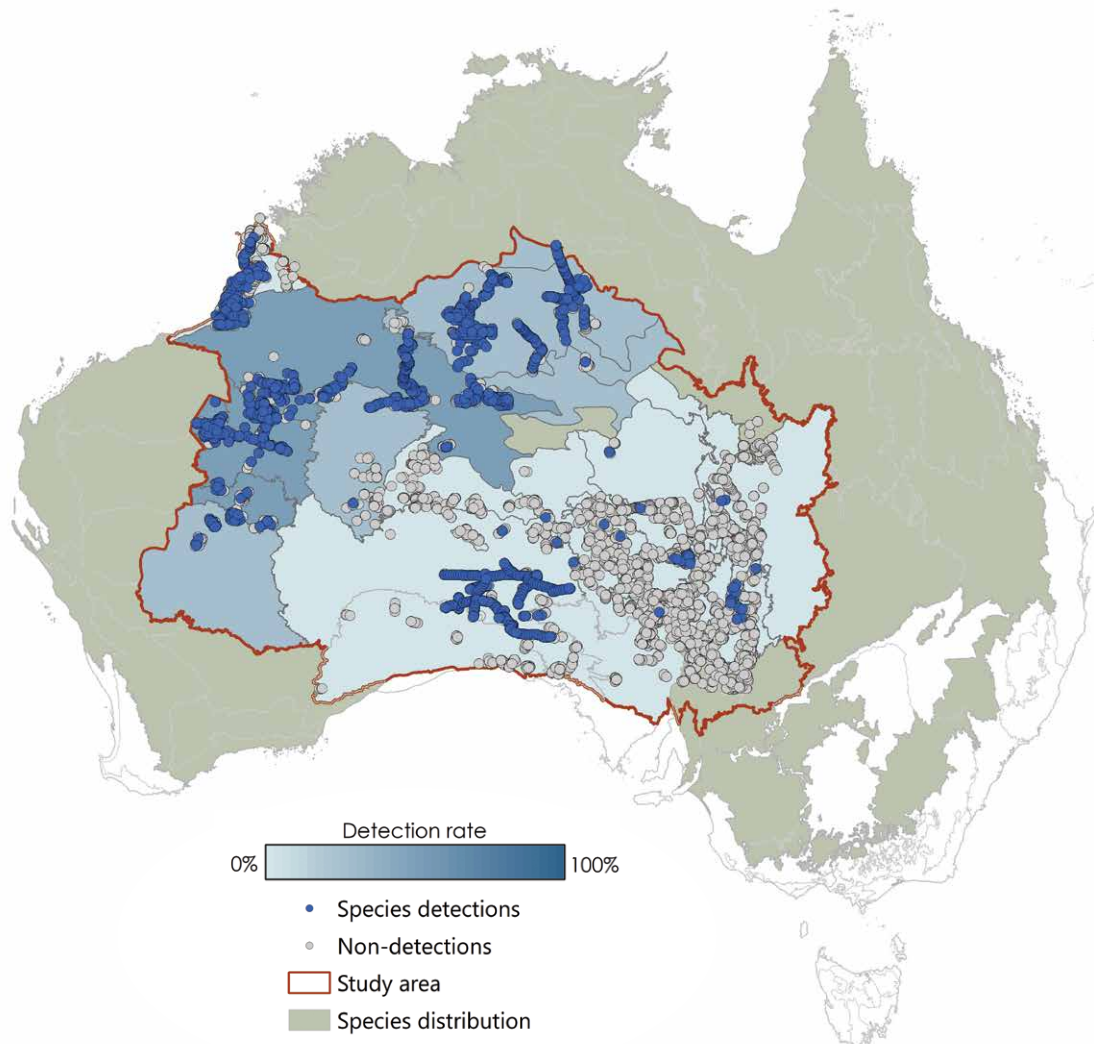 Detection rate
0% 100%
Species detections
Non-detections
Study area
Species distribution